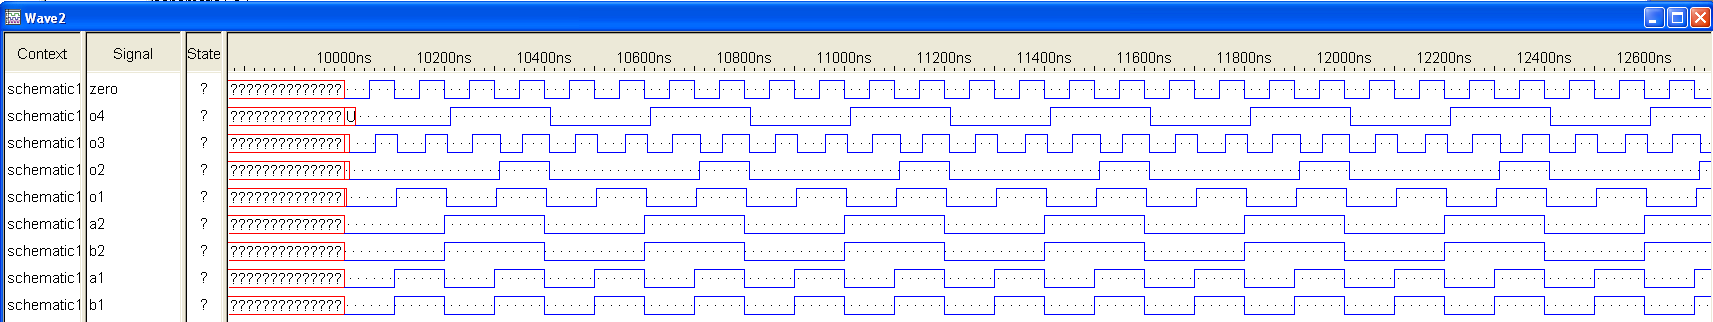 Wave2
Context Signal State 10000ns 10200ns 10400ns 10600ns 10800ns 11000ns 11200ns 11400ns 11600ns 11800ns 12000ns 12200ns 12400ns 12600ns
schematic1 zero ? ??????????????
schematic1 o4 ? ?????????????? U
schematic1 o3 ? ??????????????
schematic1 o2 ? ??????????????
schematic1 o1 ? ??????????????
schematic1 a2 ? ??????????????
schematic1 b2 ? ??????????????
schematic1 a1 ? ??????????????
schematic1 b1 ? ??????????????